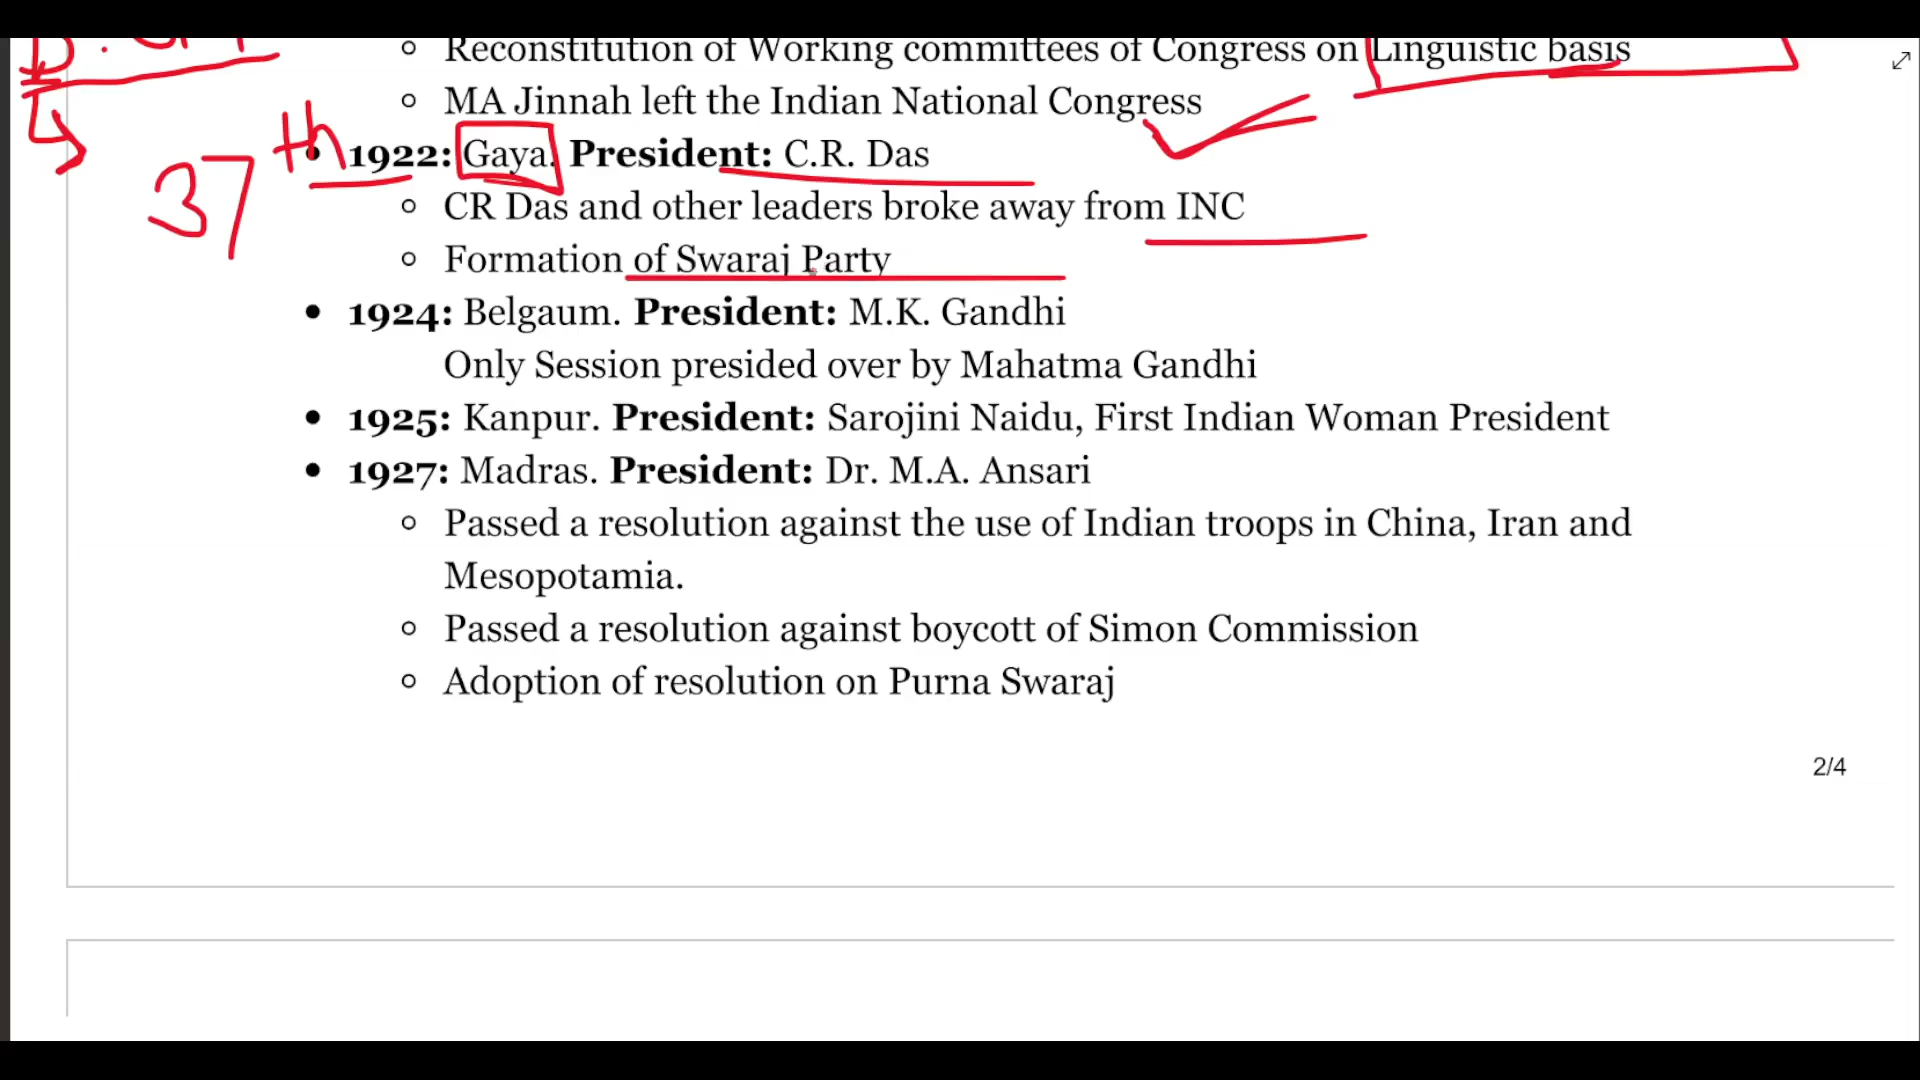 Reconstitution of Working committees of Congress on Linguistic basis
MA Jinnah left the Indian National Congress
37th
1922: Gaya. President: C.R. Das
CR Das and other leaders broke away from INC
Formation of Swaraj Party
1924: Belgaum. President: M.K. Gandhi
Only Session presided over by Mahatma Gandhi
1925: Kanpur. President: Sarojini Naidu, First Indian Woman President
1927: Madras. President: Dr. M.A. Ansari
Passed a resolution against the use of Indian troops in China, Iran and
Mesopotamia.
Passed a resolution against boycott of Simon Commission
Adoption of resolution on Purna Swaraj
2/4